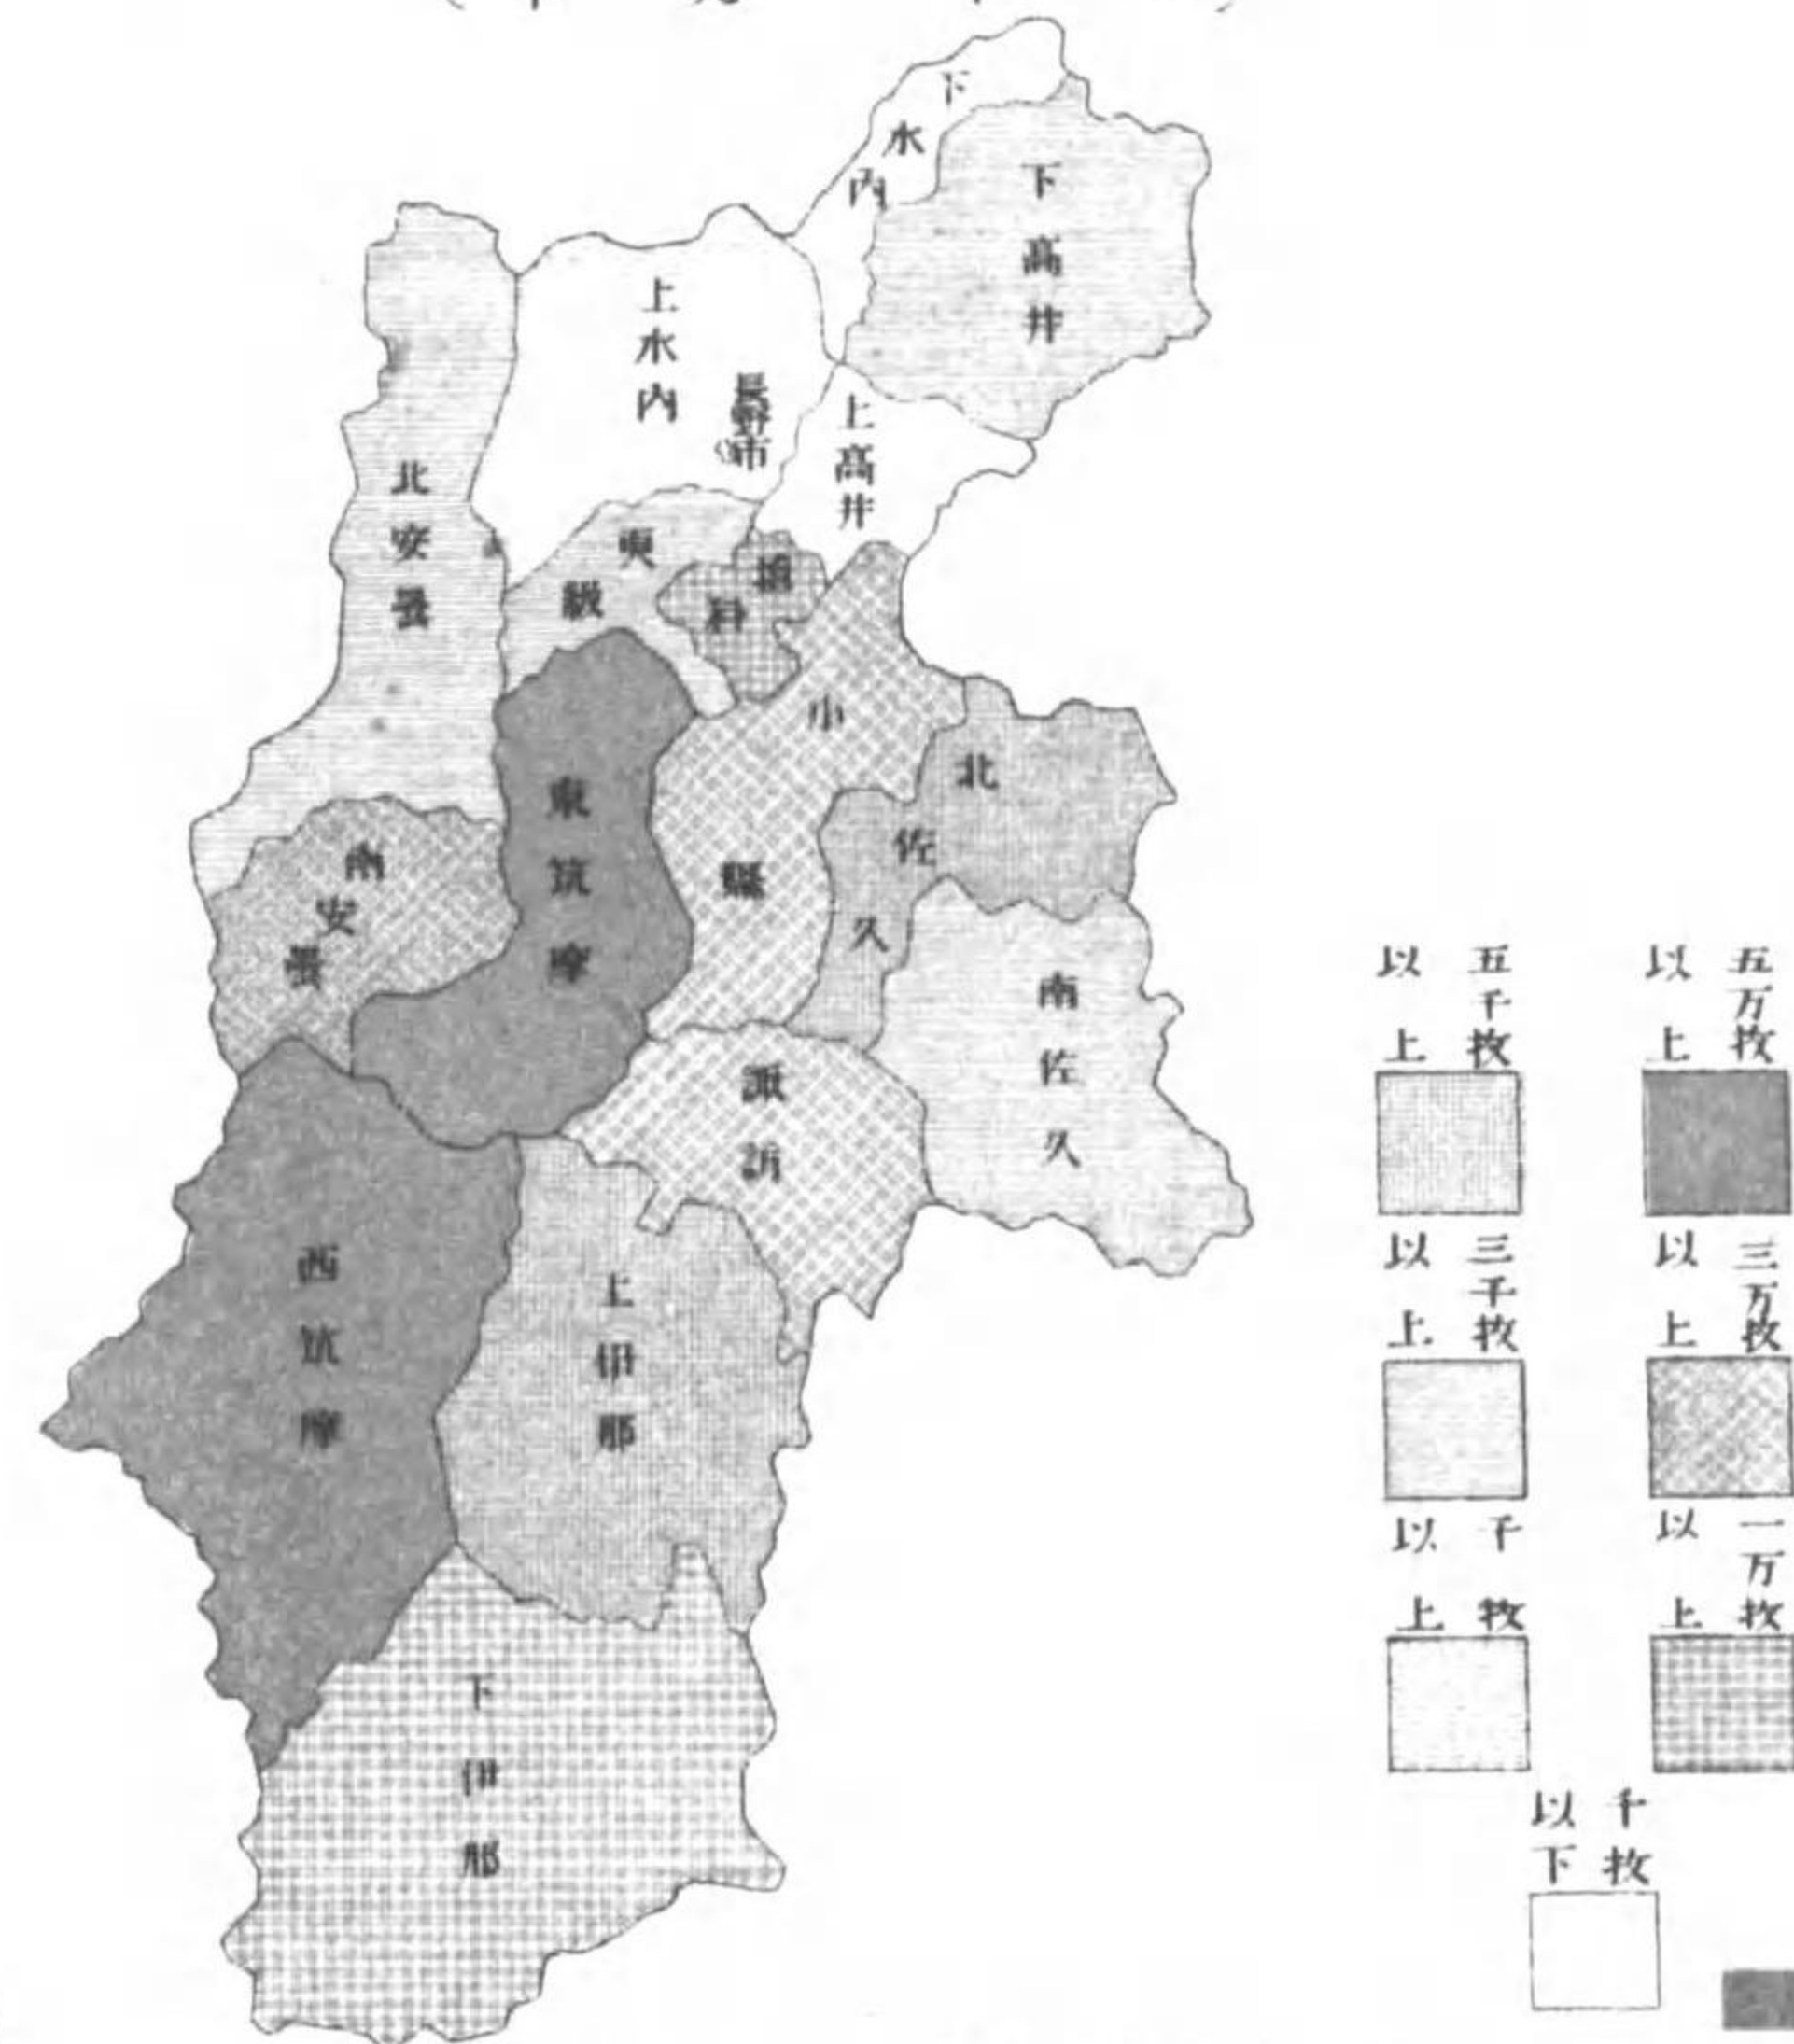 下水内
下高井
上水内
長野市
上高井
北安曇
更級
埴科
小縣
北佐久
東筑摩
南安曇
南佐久
諏訪
西筑摩
上伊那
下伊那
五万枚以上
五千枚以上
三万枚以上
三千枚以上
一万枚以上
千枚以上
千枚以下